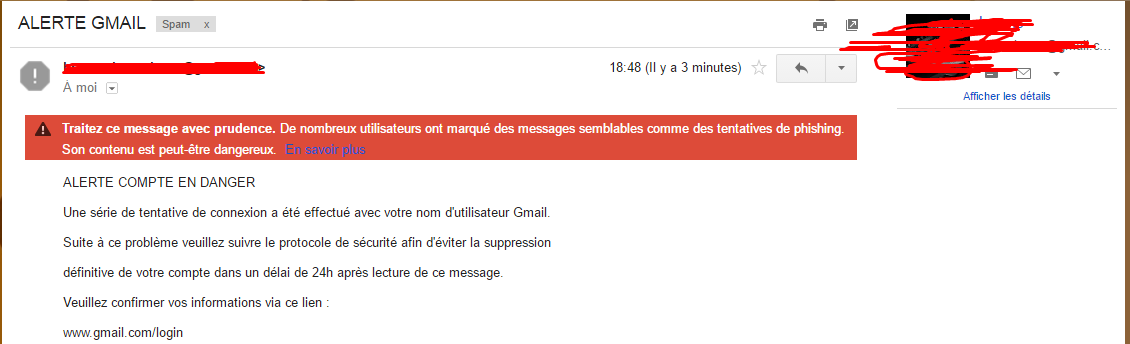 ALERTE GMAIL Spam x
18:48 (Il y a 3 minutes)
À moi
Afficher les détails
Traitez ce message avec prudence. De nombreux utilisateurs ont marqué des messages semblables comme des tentatives de phishing.
Son contenu est peut-être dangereux. En savoir plus
ALERTE COMPTE EN DANGER
Une série de tentative de connexion a été effectué avec votre nom d'utilisateur Gmail.
Suite à ce problème veuillez suivre le protocole de sécurité afin d'éviter la suppression
définitive de votre compte dans un délai de 24h après lecture de ce message.
Veuillez confirmer vos informations via ce lien :
www.gmail.com/login